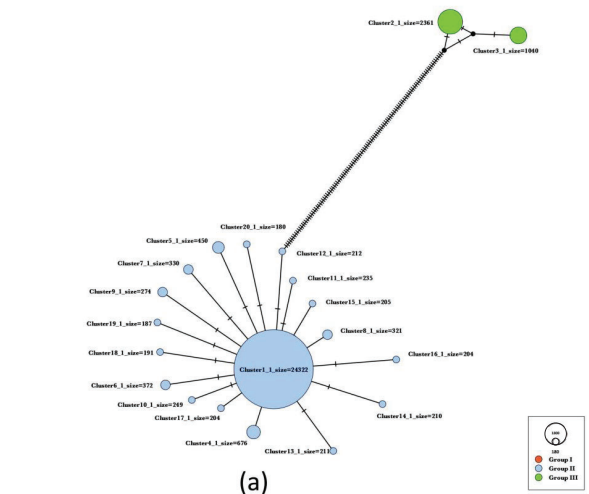 Cluster2_1_size=2361
Cluster3_1_size=1040
Cluster20_1_size=180
Cluster5_1_size=450
Cluster12_1_size=212
Cluster7_1_size=330
Cluster11_1_size=235
Cluster9_1_size=274
Cluster15_1_size=205
Cluster19_1_size=187
Cluster8_1_size=321
Cluster18_1_size=191
Cluster16_1_size=204
Cluster1_1_size=24322
Cluster6_1_size=372
Cluster10_1_size=249
Cluster17_1_size=204
Cluster14_1_size=210
Cluster4_1_size=676
Cluster13_1_size=211
180
Group I
Group II
Group III
(a)